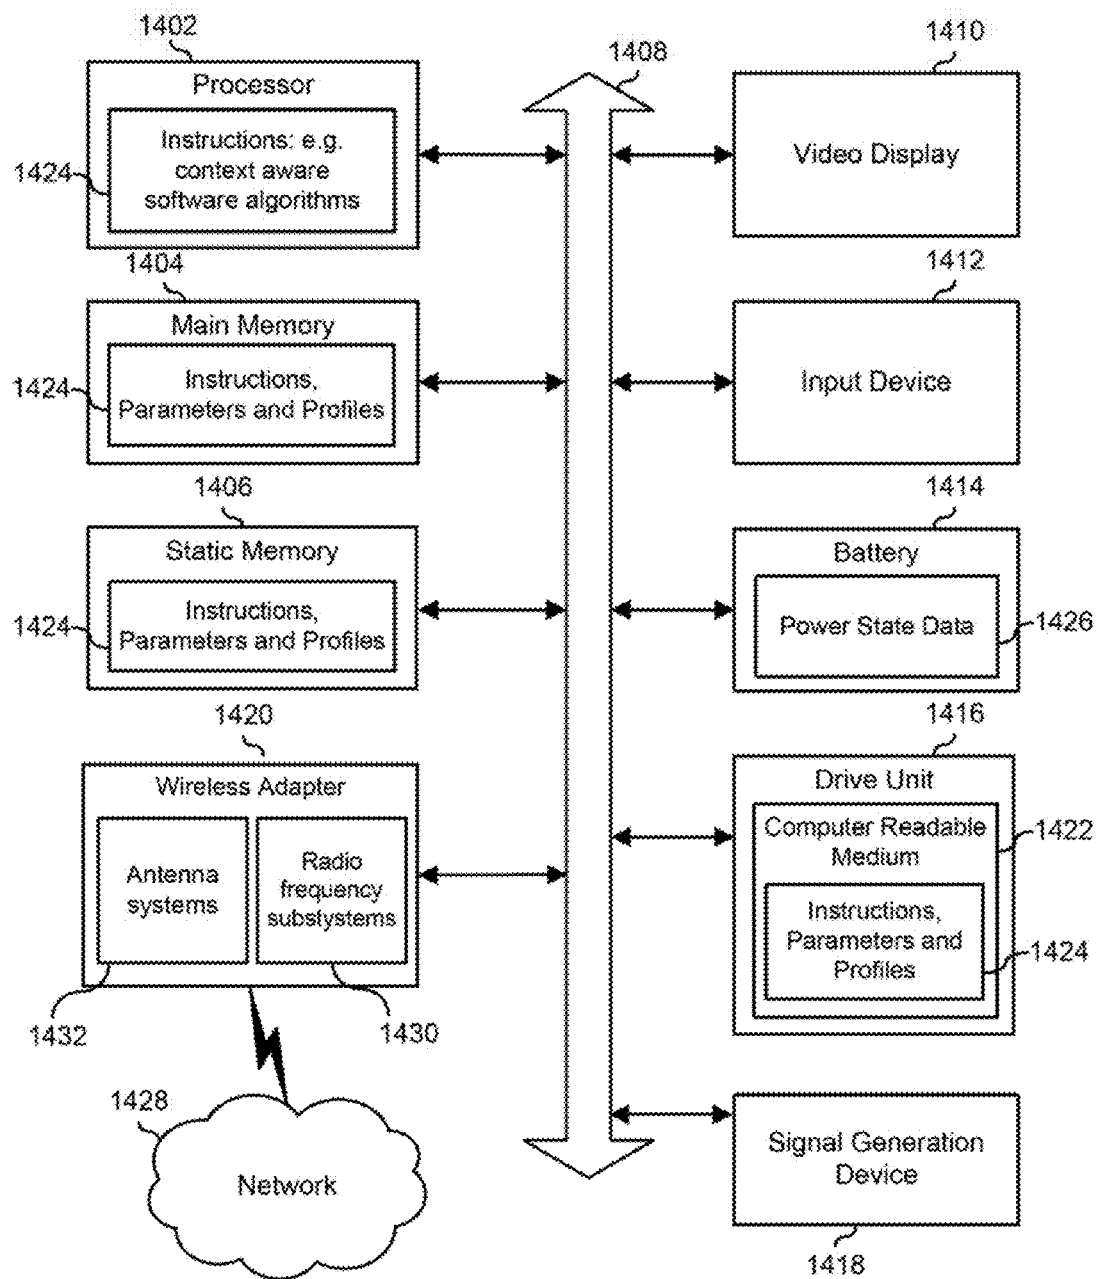 1402
Processor
Instructions: e.g.
context aware
software algorithms
1424
1404
Main Memory
Instructions,
Parameters and Profiles
1424
1406
Static Memory
Instructions,
Parameters and Profiles
1424
1420
Wireless Adapter
Antenna
systems
Radio
frequency
substystems
1432
1430
1428
Network
1408
1410
Video Display
1412
Input Device
1414
Battery
Power State Data
1426
1416
Drive Unit
Computer Readable
Medium
1422
Instructions,
Parameters and
Profiles
1424
Signal Generation
Device
1418